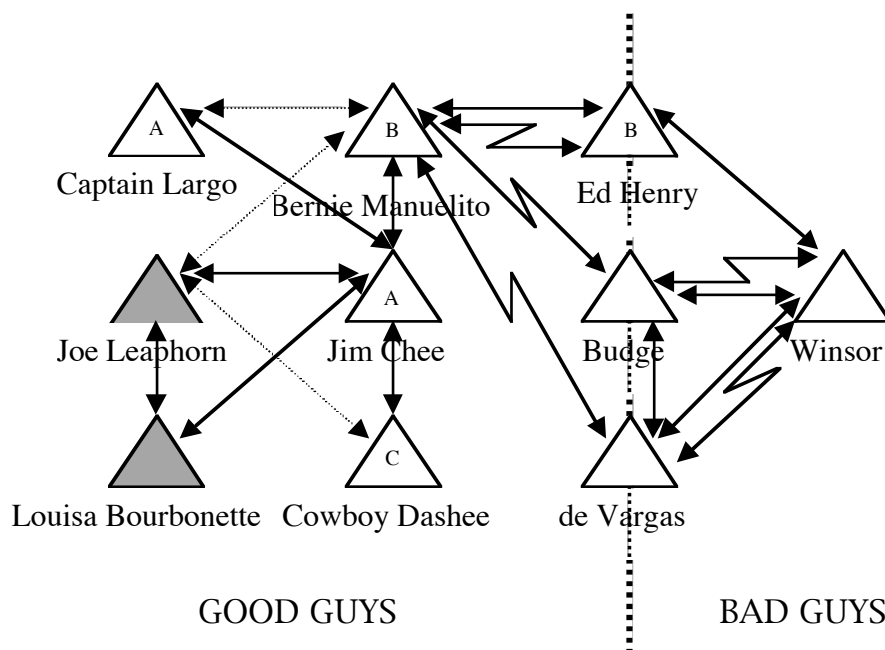 A
B
B
Captain Largo
Bernie Manuelito
Ed Henry
A
Joe Leaphorn
Jim Chee
Budge
Winsor
C
Louisa Bourbonette
Cowboy Dashee
de Vargas
GOOD GUYS
BAD GUYS